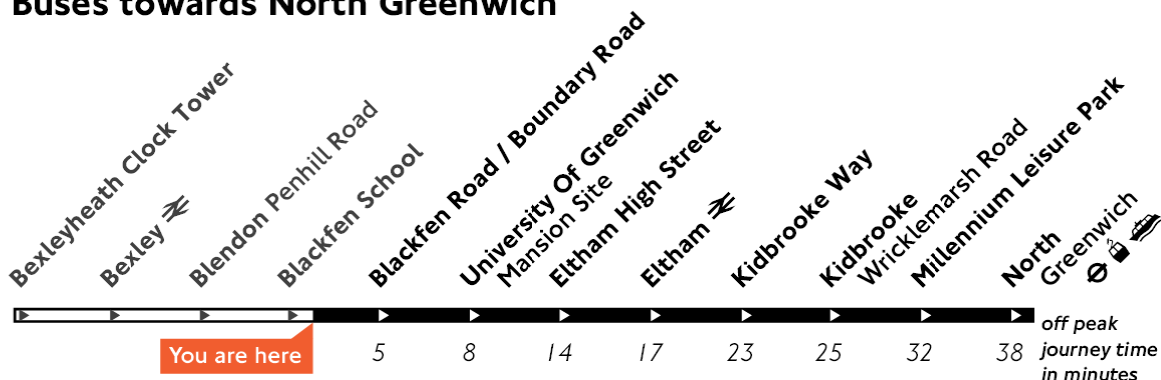 Buses towards North Greenwich
Bexleyheath Clock Tower
Bexley
Blendon Penhill Road
Blackfen School
Blackfen Road / Boundary Road
University Of Greenwich
Mansion Site
Eltham High Street
Eltham
Kidbrooke Way
Kidbrooke
Wricklemarsh Road
Millennium Leisure Park
North
Greenwich
You are here
5
8
14
17
23
25
32
38
off peak
journey time
in minutes